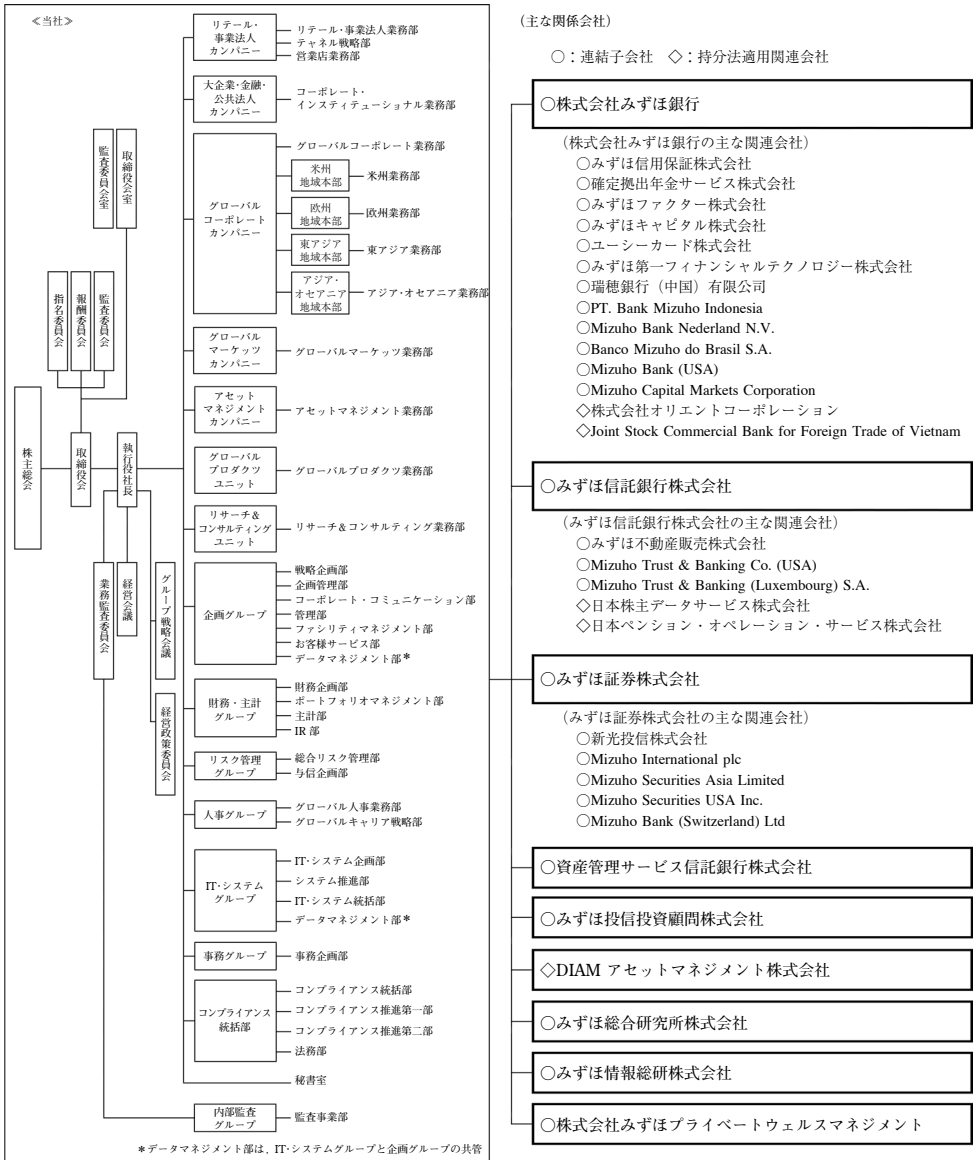 ≪当社≫
リテール・
事業法人
カンパニー
リテール・事業法人業務部
チャネル戦略部
営業店業務部
大企業・金融・
公共法人
カンパニー
コーポレート・
インスティテューショナル業務部
監査委員会室
取締役会室
グローバル
コーポレート
カンパニー
グローバルコーポレート業務部
米州
地域本部
米州業務部
欧州
地域本部
欧州業務部
東アジア
地域本部
東アジア業務部
アジア・
オセアニア
地域本部
アジア・オセアニア業務部
指名委員会
報酬委員会
監査委員会
グローバル
マーケッツ
カンパニー
グローバルマーケッツ業務部
アセット
マネジメント
カンパニー
アセットマネジメント業務部
株主総会
取締役会
執行役社長
グローバル
プロダクツ
ユニット
グローバルプロダクツ業務部
リサーチ&
コンサルティング
ユニット
リサーチ&コンサルティング業務部
業務監査委員会
経営会議
グループ戦略会議
経営政策委員会
企画グループ
戦略企画部
企画管理部
コーポレート・コミュニケーション部
管理部
ファシリティマネジメント部
お客様サービス部
データマネジメント部*
財務・主計
グループ
財務企画部
ポートフォリオマネジメント部
主計部
IR 部
リスク管理
グループ
総合リスク管理部
与信企画部
人事グループ
グローバル人事業務部
グローバルキャリア戦略部
IT・システム
グループ
IT・システム企画部
システム推進部
IT・システム統括部
データマネジメント部*
事務グループ
事務企画部
コンプライアンス
統括部
コンプライアンス統括部
コンプライアンス推進第一部
コンプライアンス推進第二部
法務部
秘書室
内部監査
グループ
監査事業部
*データマネジメント部は，IT・システムグループと企画グループの共管
(主な関係会社)
○：連結子会社　◇：持分法適用関連会社
○株式会社みずほ銀行
(株式会社みずほ銀行の主な関連会社)
○みずほ信用保証株式会社
○確定拠出年金サービス株式会社
○みずほファクター株式会社
○みずほキャピタル株式会社
○ユーシーカード株式会社
○みずほ第一フィナンシャルテクノロジー株式会社
○瑞穂銀行（中国）有限公司
○PT. Bank Mizuho Indonesia
○Mizuho Bank Nederland N.V.
○Banco Mizuho do Brasil S.A.
○Mizuho Bank (USA)
○Mizuho Capital Markets Corporation
◇株式会社オリエントコーポレーション
◇Joint Stock Commercial Bank for Foreign Trade of Vietnam
○みずほ信託銀行株式会社
(みずほ信託銀行株式会社の主な関連会社)
○みずほ不動産販売株式会社
○Mizuho Trust & Banking Co. (USA)
○Mizuho Trust & Banking (Luxembourg) S.A.
◇日本株主データサービス株式会社
◇日本ペンション・オペレーション・サービス株式会社
○みずほ証券株式会社
(みずほ証券株式会社の主な関連会社)
○新光投信株式会社
○Mizuho International plc
○Mizuho Securities Asia Limited
○Mizuho Securities USA Inc.
○Mizuho Bank (Switzerland) Ltd
○資産管理サービス信託銀行株式会社
○みずほ投信投資顧問株式会社
◇DIAM アセットマネジメント株式会社
○みずほ総合研究所株式会社
○みずほ情報総研株式会社
○株式会社みずほプライベートウェルスマネジメント